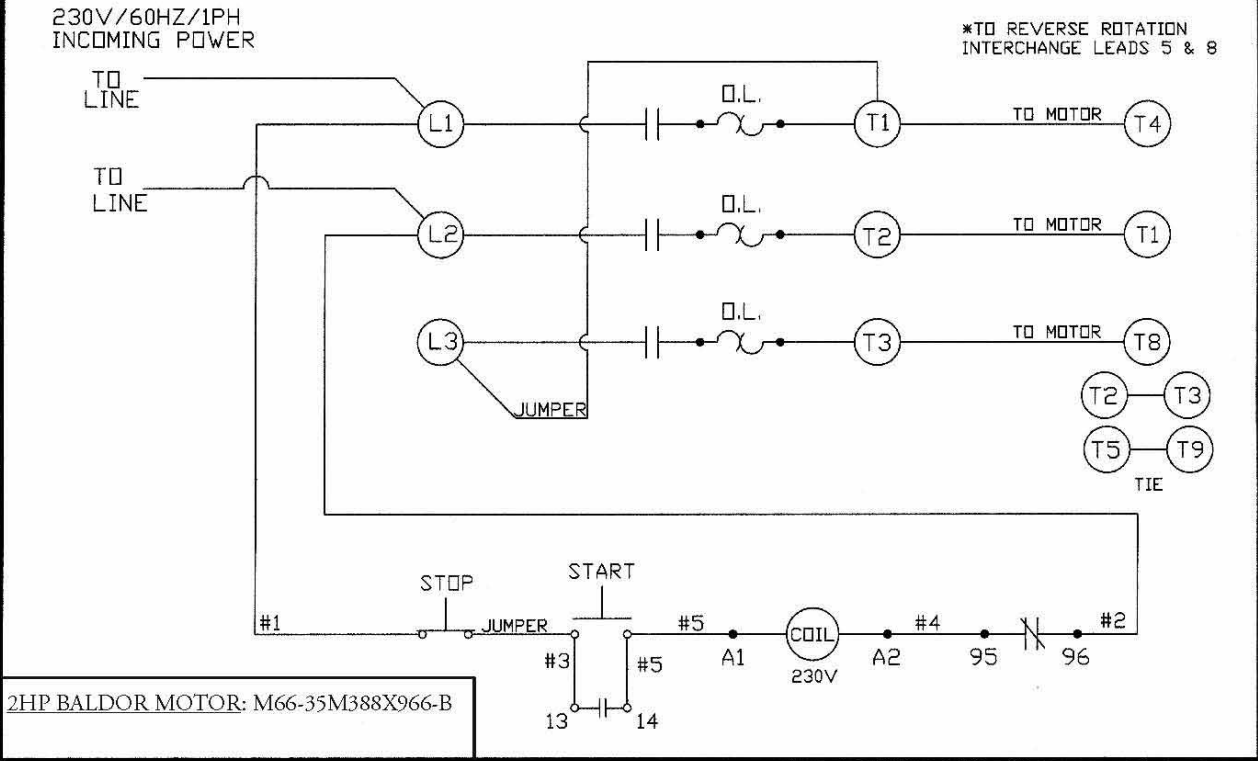 230V/60HZ/1PH
INCOMING POWER
*TO REVERSE ROTATION
INTERCHANGE LEADS 5 & 8
TO
LINE
L1
O.L.
T1
TO MOTOR
T4
TO
LINE
L2
O.L.
T2
TO MOTOR
T1
L3
O.L.
T3
TO MOTOR
T8
JUMPER
T2
T3
T5
T9
TIE
STOP
START
#1
JUMPER
#3
#5
#5
A1
COIL
230V
A2
#4
95
96
#2
13
14
2HP BALDOR MOTOR: M66-35M388X966-B